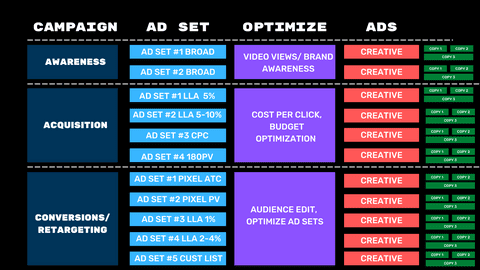 CAMPAIGN
AD SET
OPTIMIZE
ADS
AWARENESS
AD SET #1 BROAD
AD SET #2 BROAD
VIDEO VIEWS/ BRAND
AWARENESS
CREATIVE
COPY 1
COPY 2
COPY 3
CREATIVE
COPY 1
COPY 2
COPY 3
ACQUISITION
AD SET #1 LLA 5%
AD SET #2 LLA 5-10%
AD SET #3 CPC
AD SET #4 180PV
COST PER CLICK,
BUDGET
OPTIMIZATION
CREATIVE
COPY 1
COPY 2
COPY 3
CREATIVE
COPY 1
COPY 2
COPY 3
CREATIVE
COPY 1
COPY 2
COPY 3
CREATIVE
COPY 1
COPY 2
COPY 3
CONVERSIONS/
RETARGETING
AD SET #1 PIXEL ATC
AD SET #2 PIXEL PV
AD SET #3 LLA 1%
AD SET #4 LLA 2-4%
AD SET #5 CUST LIST
AUDIENCE EDIT,
OPTIMIZE AD SETS
CREATIVE
COPY 1
COPY 2
COPY 3
CREATIVE
COPY 1
COPY 2
COPY 3
CREATIVE
COPY 1
COPY 2
COPY 3
CREATIVE
COPY 1
COPY 2
COPY 3
CREATIVE
COPY 1
COPY 2
COPY 3